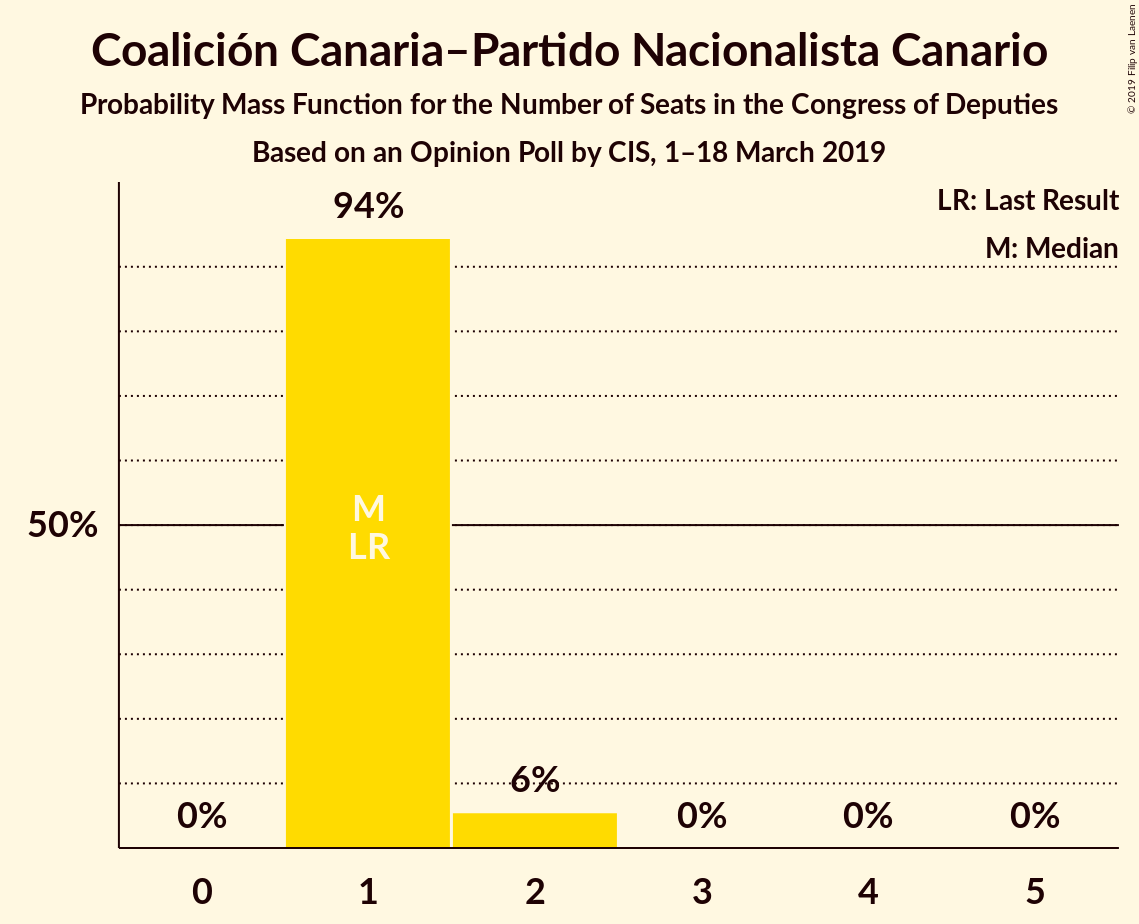 Coalición Canaria–Partido Nacionalista Canario
Probability Mass Function for the Number of Seats in the Congress of Deputies
Based on an Opinion Poll by CIS, 1–18 March 2019
© 2019 Filip van Laenen
LR: Last Result
M: Median
94%
M
LR
50%
6%
0%
0%
0%
0%
0 1 2 3 4 5